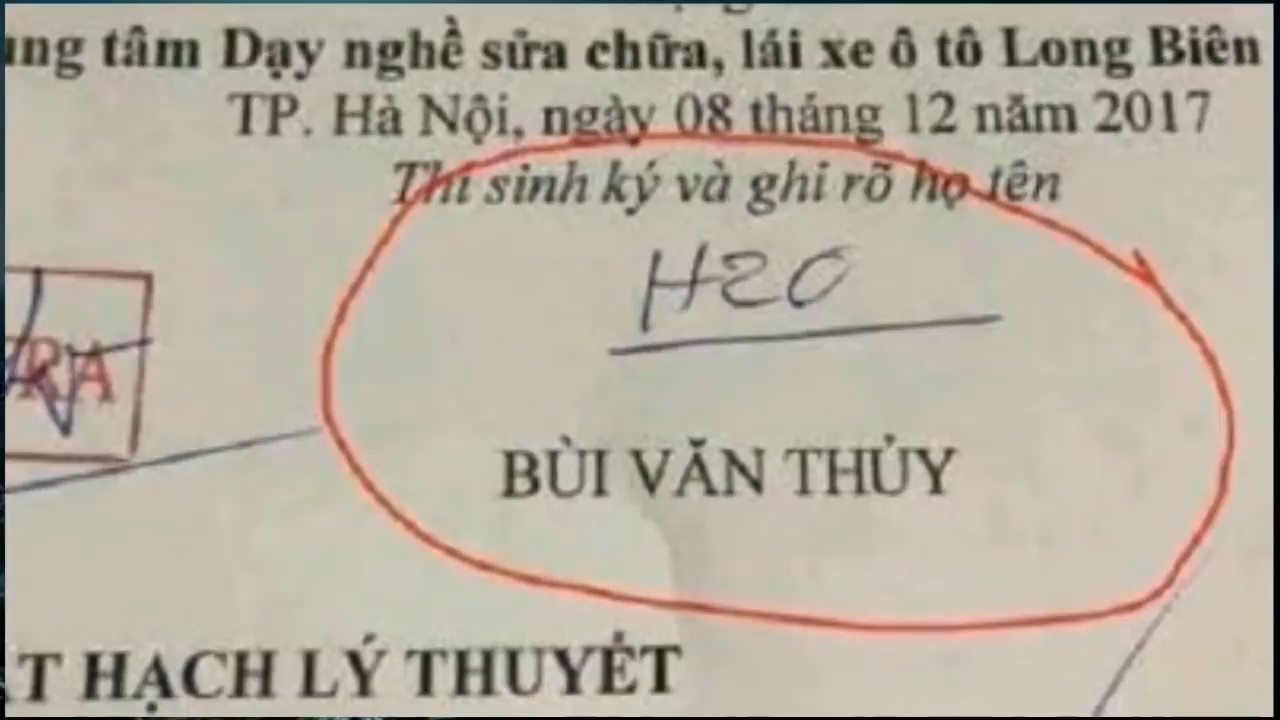 tâm Dạy nghề sửa chữa, lái xe ô tô Long Biên
TP. Hà Nội, ngày 08 tháng 12 năm 2017
Thí sinh ký và ghi rõ họ tên
H2O
RA
BÙI VĂN THỦY
T HẠCH LÝ THUYẾT